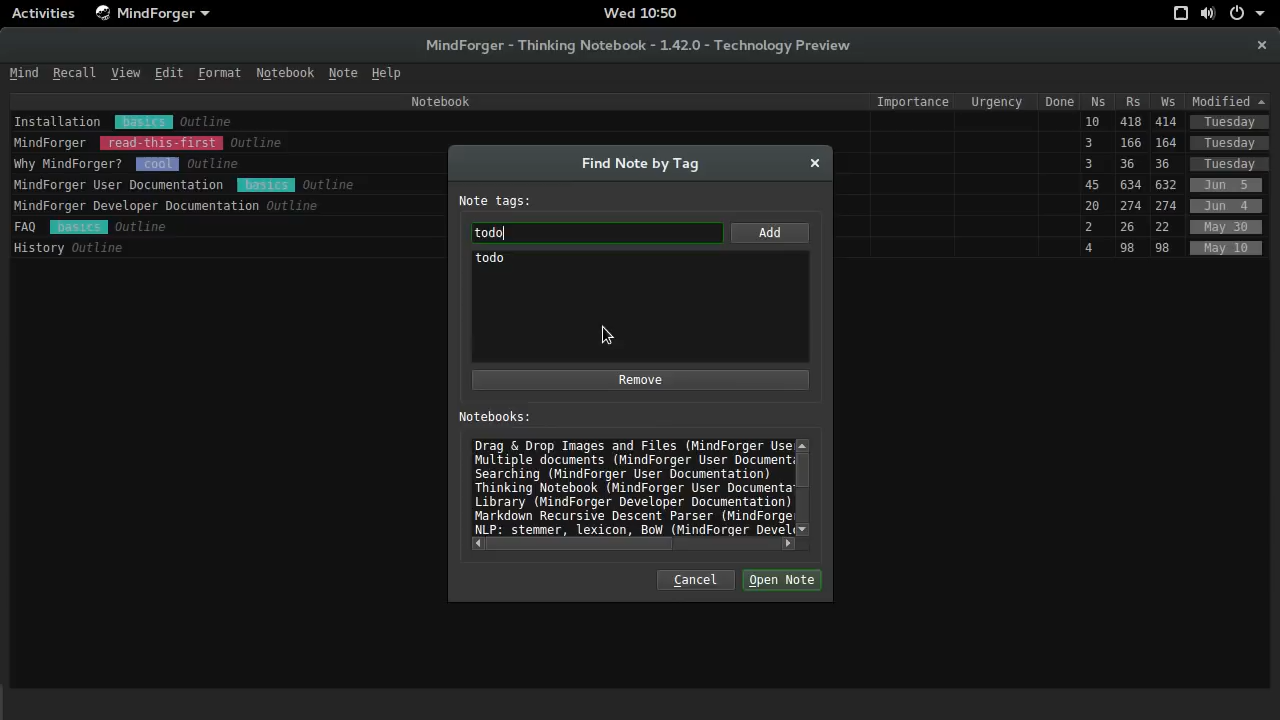 Activities MindForger Wed 10:50
MindForger - Thinking Notebook - 1.42.0 - Technology Preview
Mind Recall View Edit Format Notebook Note Help
Notebook Importance Urgency Done Ns Rs Ws Modified
Installation basics Outline 10 418 414 Tuesday
MindForger read-this-first Outline 3 166 164 Tuesday
Why MindForger? cool Outline 3 36 36 Tuesday
MindForger User Documentation basics Outline 45 634 632 Jun 5
MindForger Developer Documentation Outline 20 274 274 Jun 4
FAQ basics Outline 2 26 22 May 30
History Outline 4 98 98 May 10
Find Note by Tag
Note tags:
todo Add
todo
Remove
Notebooks:
Drag & Drop Images and Files (MindForger Use
Multiple documents (MindForger User Documenta
Searching (MindForger User Documentation)
Thinking Notebook (MindForger User Documenta
Library (MindForger Developer Documentation)
Markdown Recursive Descent Parser (MindForge
NLP: stemmer, lexicon, BoW (MindForger Devel
Cancel Open Note